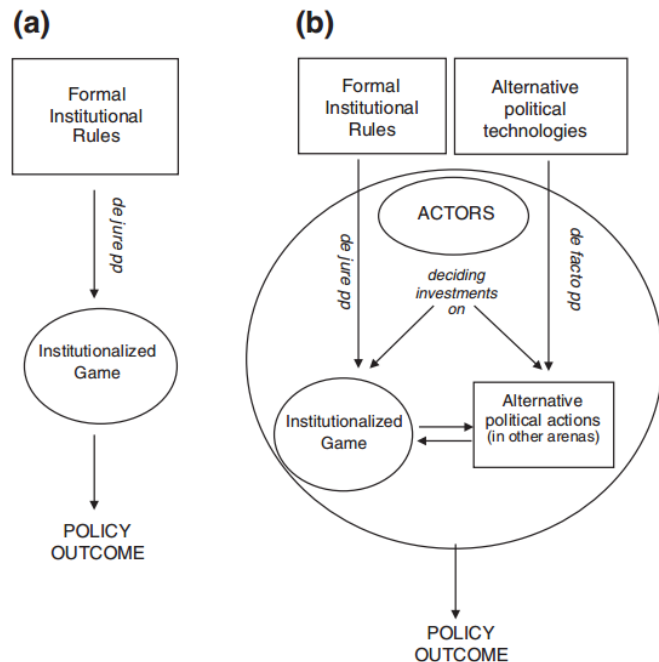 (a)
Formal
Institutional
Rules
de jure pp
Institutionalized
Game
POLICY
OUTCOME
(b)
Formal
Institutional
Rules
Alternative
political
technologies
ACTORS
de jure pp
deciding
investments
on
de facto pp
Institutionalized
Game
Alternative
political actions
(in other arenas)
POLICY
OUTCOME